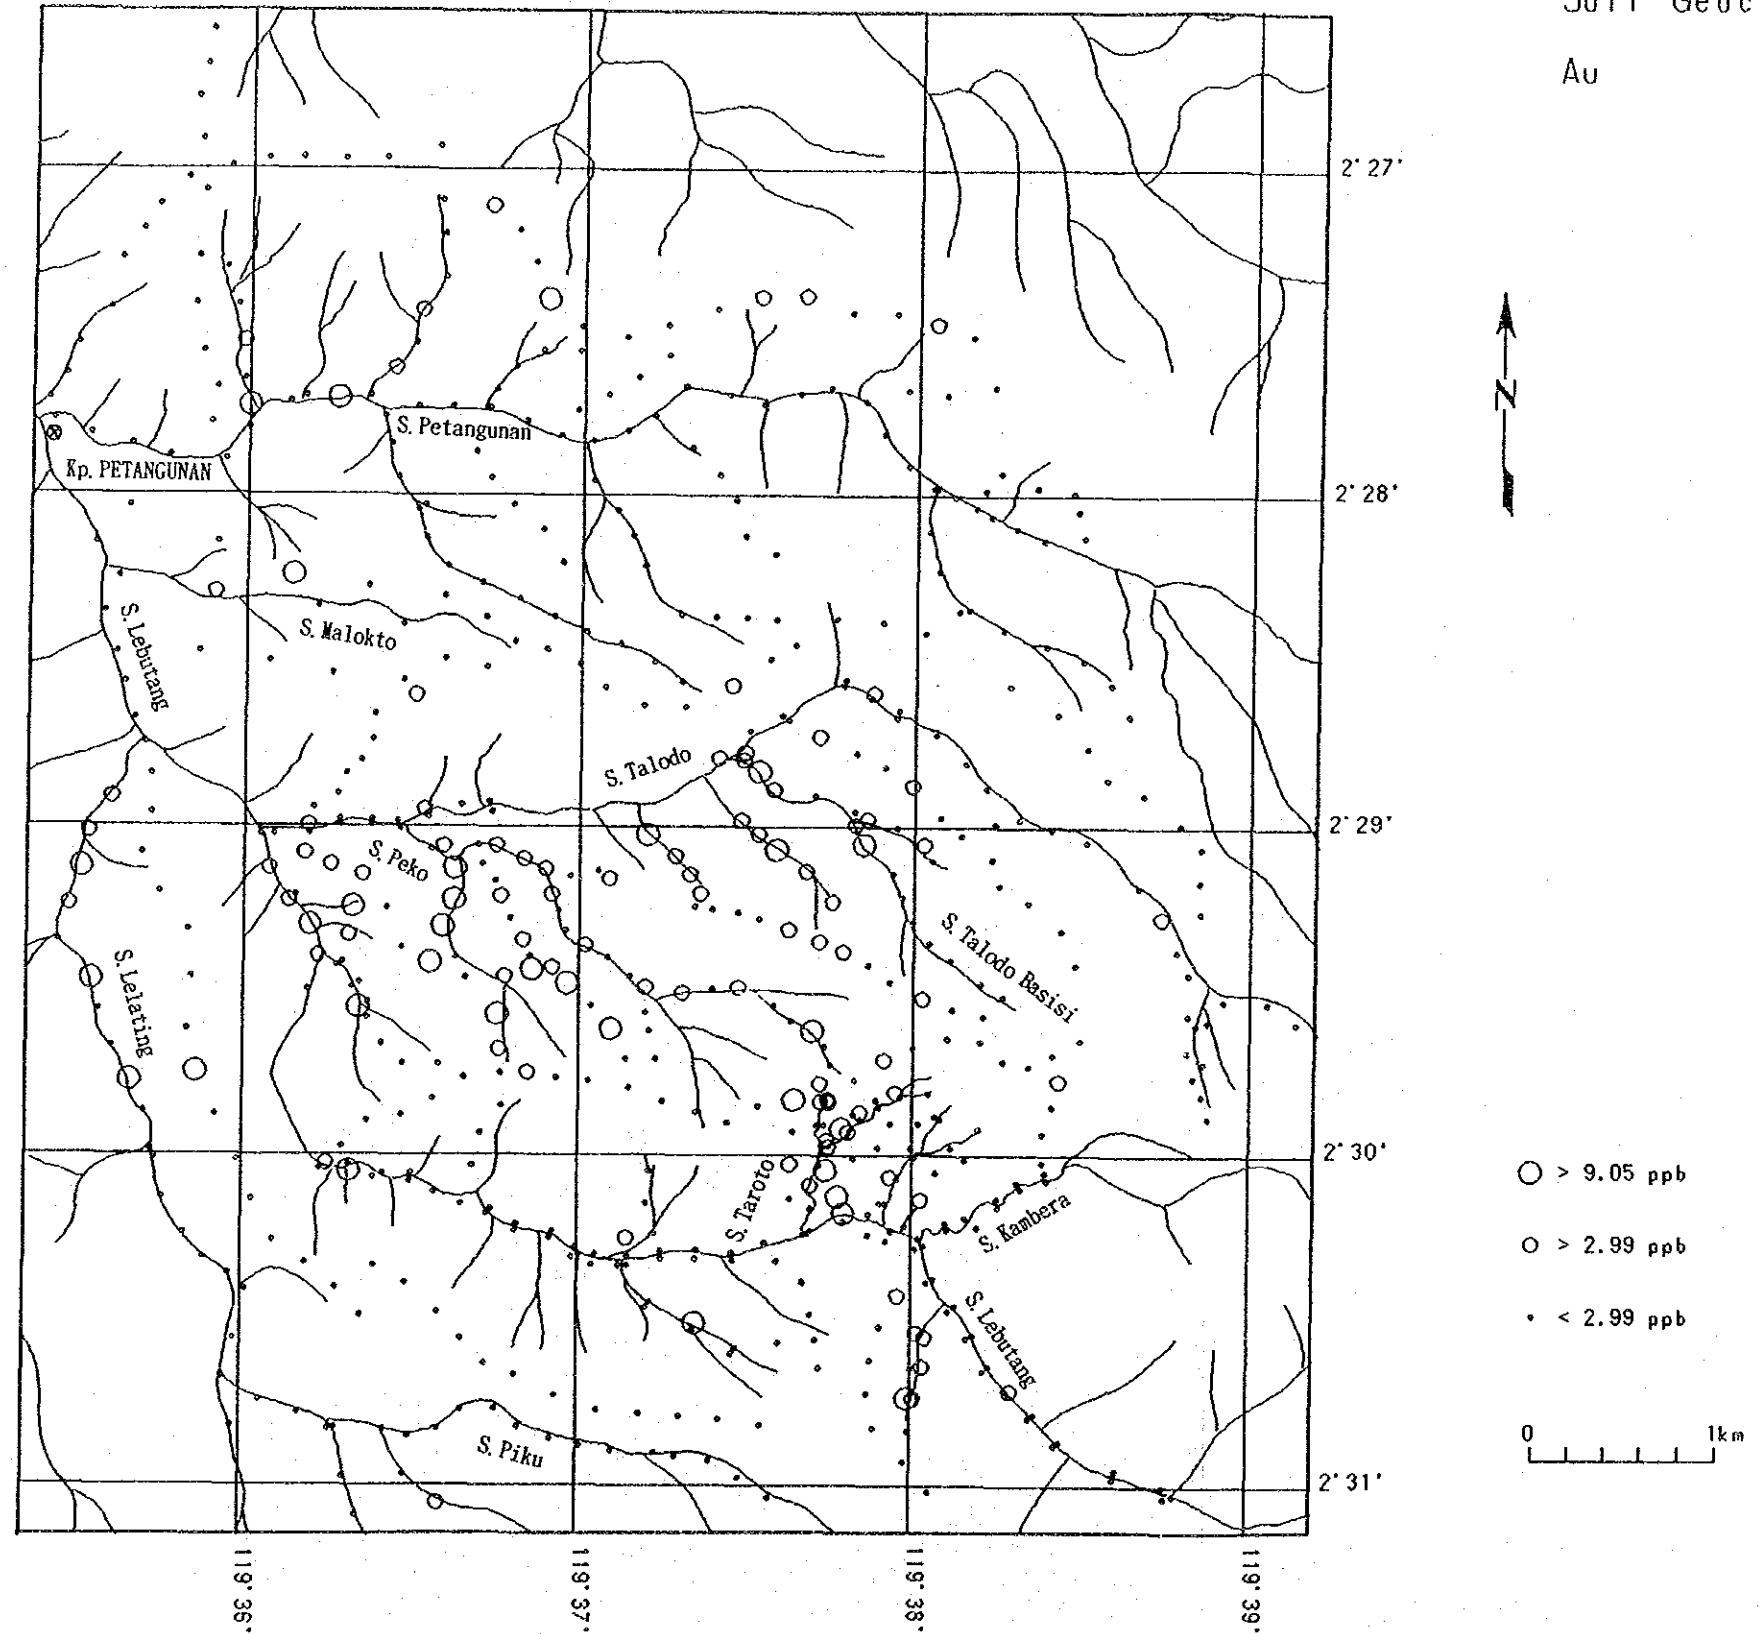 Au
2°27'
S. Petangunan
Kp. PETANGUNAN
2°28'
S. Malokto
S. Lebutang
S. Talodo
2°29'
S. Peko
S. Talodo Basisi
S. Lelating
2°30'
S. Taroto
S. Kambera
S. Lebutang
S. Piku
2°31'
119.36'
119.37'
119.38'
119.39'
N
> 9.05 ppb
> 2.99 ppb
< 2.99 ppb
0 1km